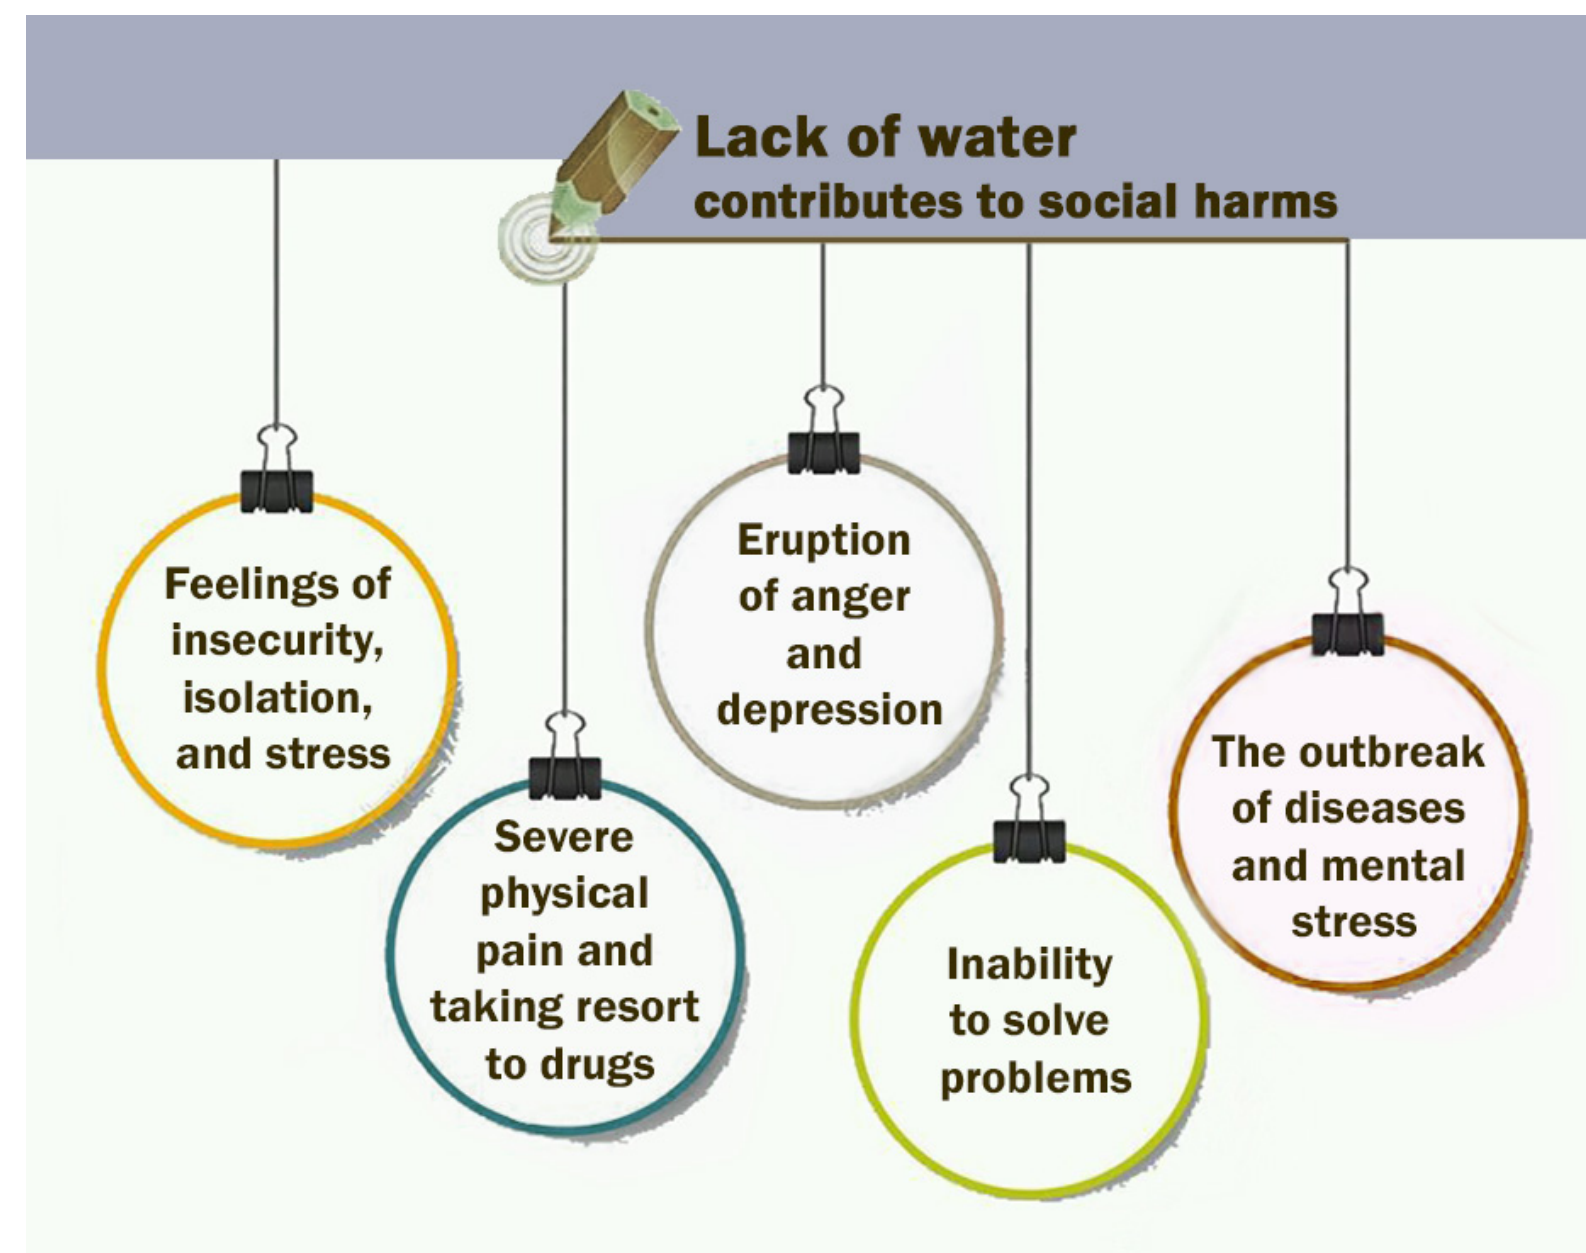 Lack of water
contributes to social harms
Feelings of
insecurity,
isolation,
and stress
Severe
physical
pain and
taking resort
to drugs
Eruption
of anger
and
depression
Inability
to solve
problems
The outbreak
of diseases
and mental
stress